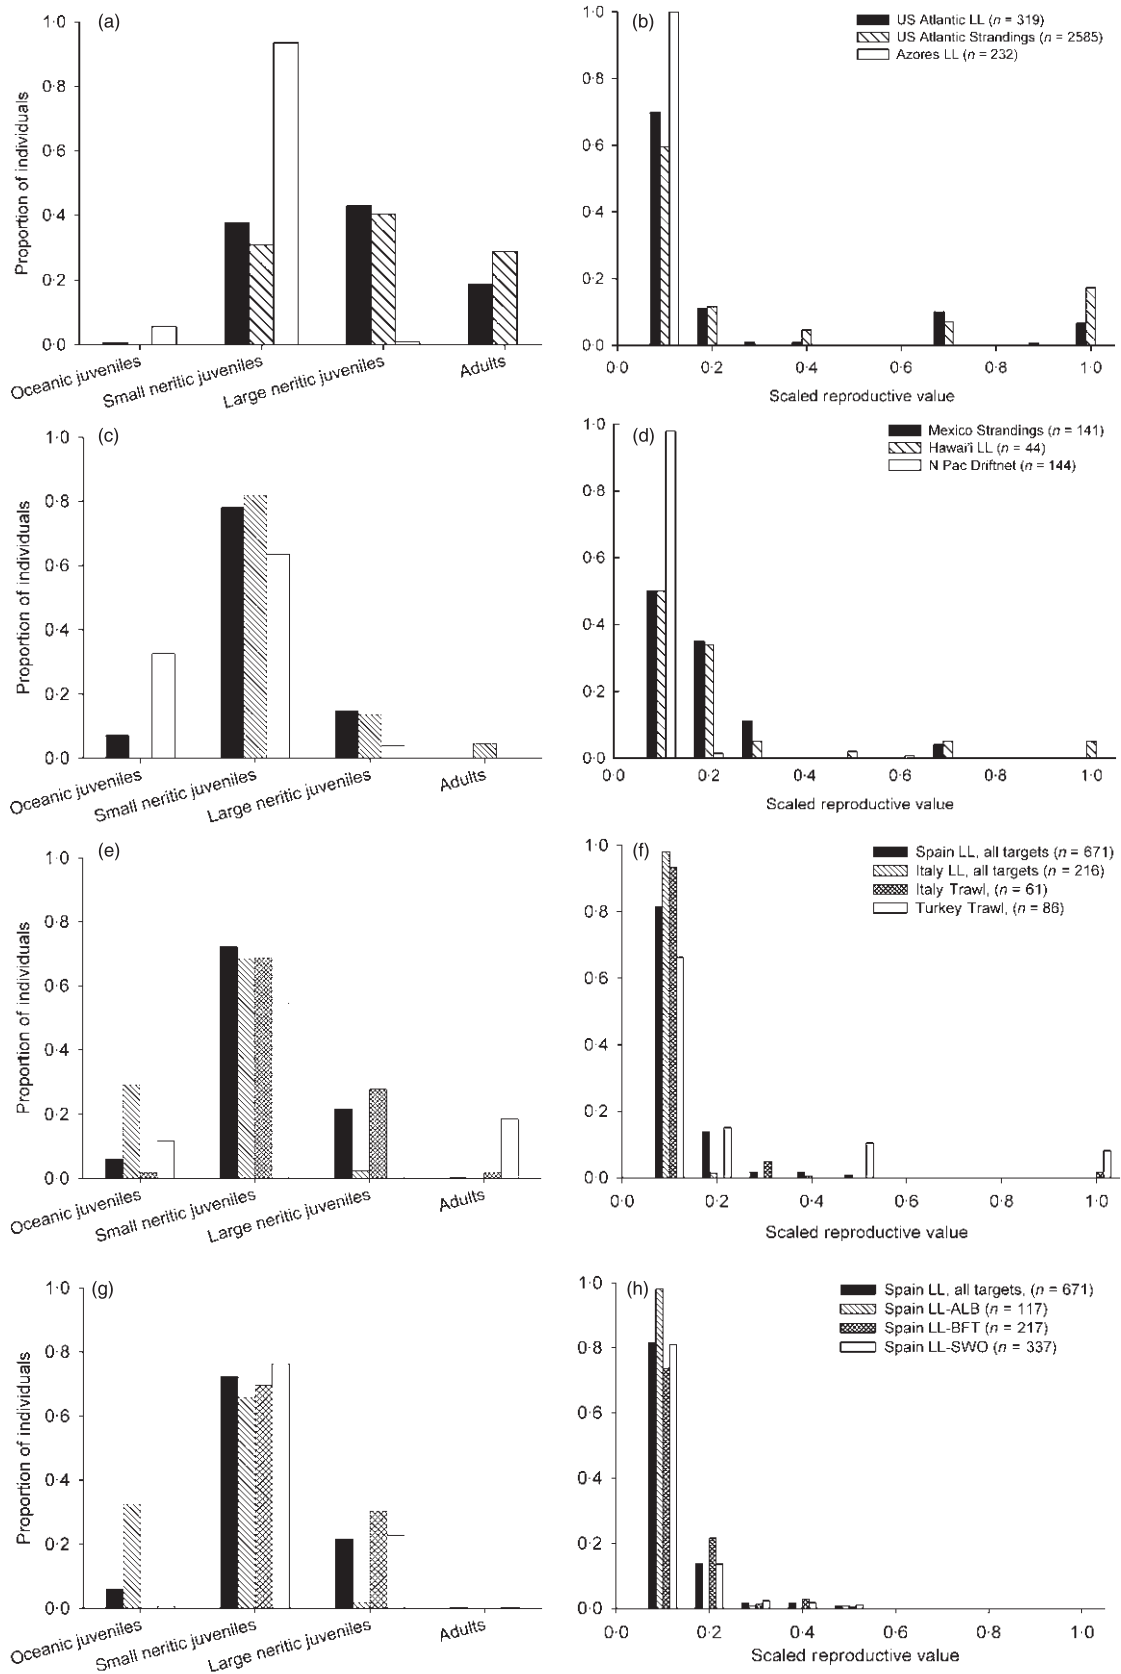 (a)
1·0
0·8
0·6
0·4
0·2
0·0
Proportion of individuals
Oceanic juveniles
Small neritic juveniles
Large neritic juveniles
Adults
(b)
US Atlantic LL (n = 319)
US Atlantic Strandings (n = 2585)
Azores LL (n = 232)
1·0
0·8
0·6
0·4
0·2
0·0
0·0 0·2 0·4 0·6 0·8 1·0
Scaled reproductive value
(c)
1·0
0·8
0·6
0·4
0·2
0·0
Proportion of individuals
Oceanic juveniles
Small neritic juveniles
Large neritic juveniles
Adults
(d)
Mexico Strandings (n = 141)
Hawai'i LL (n = 44)
N Pac Driftnet (n = 144)
1·0
0·8
0·6
0·4
0·2
0·0
0·0 0·2 0·4 0·6 0·8 1·0
Scaled reproductive value
(e)
1·0
0·8
0·6
0·4
0·2
0·0
Proportion of individuals
Oceanic juveniles
Small neritic juveniles
Large neritic juveniles
Adults
(f)
Spain LL, all targets (n = 671)
Italy LL, all targets (n = 216)
Italy Trawl, (n = 61)
Turkey Trawl, (n = 86)
1·0
0·8
0·6
0·4
0·2
0·0
0·0 0·2 0·4 0·6 0·8 1·0
Scaled reproductive value
(g)
1·0
0·8
0·6
0·4
0·2
0·0
Proportion of individuals
Oceanic juveniles
Small neritic juveniles
Large neritic juveniles
Adults
(h)
Spain LL, all targets, (n = 671)
Spain LL-ALB (n = 117)
Spain LL-BFT (n = 217)
Spain LL-SWO (n = 337)
1·0
0·8
0·6
0·4
0·2
0·0
0·0 0·2 0·4 0·6 0·8 1·0
Scaled reproductive value